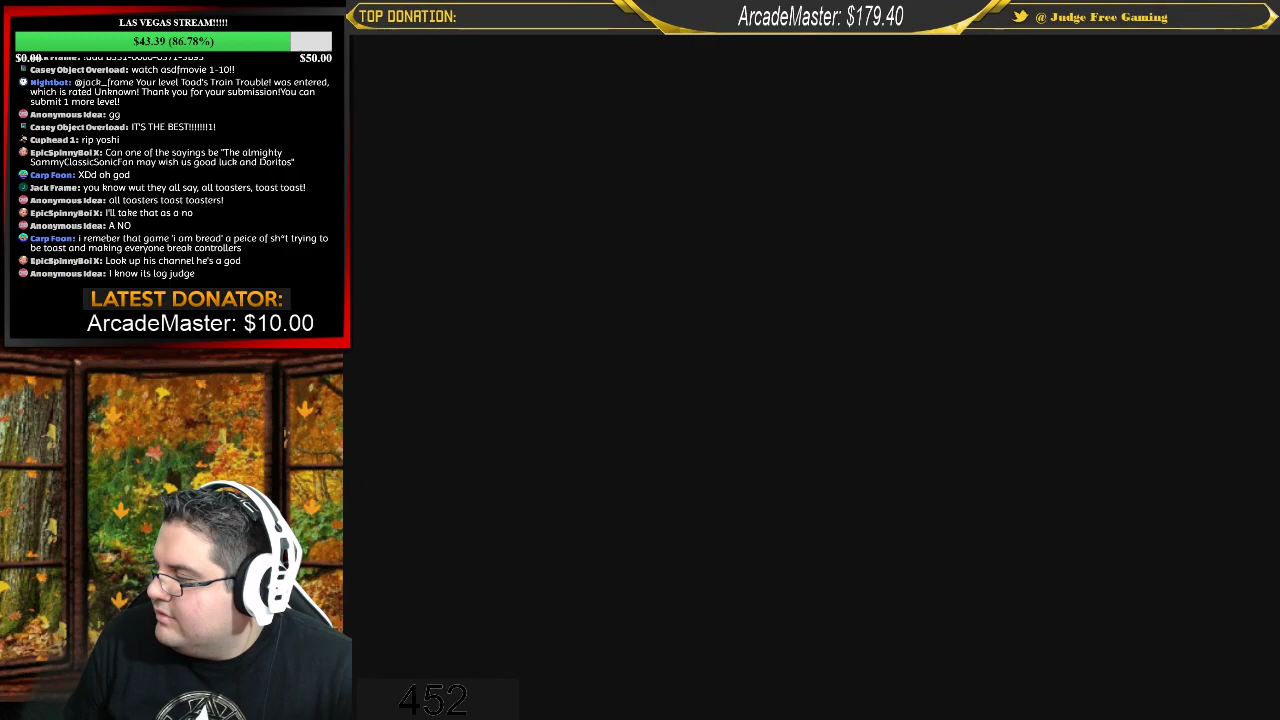 LAS VEGAS STREAM!!!!!
TOP DONATION:
ArcadeMaster: $179.40
@ Judge Free Gaming
$43.39 (86.78%)
$0.00
$50.00
Casey Object Overload: watch asdfmovie 1-10!!
Nightbot: @jack_frame Your level Toad's Train Trouble! was entered,
which is rated Unknown! Thank you for your submission!You can
submit 1 more level!
Anonymous Idea: gg
Casey Object Overload: IT'S THE BEST!!!!!!!1!
Cuphead 1: rip yoshi
EpicSpinnyBoi X: Can one of the sayings be "The almighty
SammyClassicSonicFan may wish us good luck and Doritos"
Carp Foon: XDd oh god
Jack Frame: you know wut they all say, all toasters, toast toast!
Anonymous Idea: all toasters toast toasters!
EpicSpinnyBoi X: I'll take that as a no
Anonymous Idea: A NO
Carp Foon: i remeber that game 'i am bread' a peice of sh*t trying to
be toast and making everyone break controllers
EpicSpinnyBoi X: Look up his channel he's a god
Anonymous Idea: I know its log judge
LATEST DONATOR:
ArcadeMaster: $10.00
452